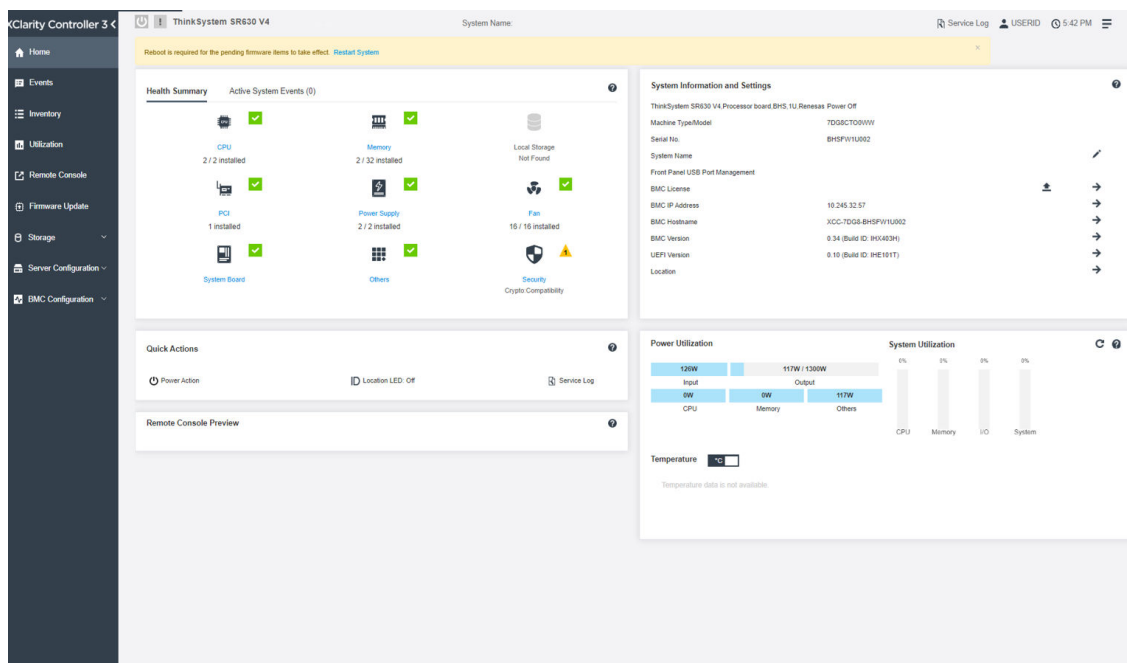 XClarity Controller 3
ThinkSystem SR630 V4
System Name:
Service Log
USERID
5:42 PM
Home
Events
Inventory
Utilization
Remote Console
Firmware Update
Storage
Server Configuration
BMC Configuration
Reboot is required for the pending firmware items to take effect. Restart System
Health Summary
Active System Events (0)
CPU
2 / 2 installed
Memory
2 / 32 installed
Local Storage
Not Found
PCI
1 installed
Power Supply
2 / 2 installed
Fan
16 / 16 installed
System Board
Others
Security
Crypto Compatibility
System Information and Settings
ThinkSystem SR630 V4,Processor board,BHS,1U,Renesas Power Off
Machine Type/Model 7DG8CTO0WW
Serial No. BHSFW1U002
System Name
Front Panel USB Port Management
BMC License
BMC IP Address 10.245.32.57
BMC Hostname XCC-7DG8-BHSFW1U002
BMC Version 0.34 (Build ID: IHX403H)
UEFI Version 0.10 (Build ID: IHE101T)
Location
Quick Actions
Power Action
Location LED: Off
Service Log
Remote Console Preview
Power Utilization
126W 117W / 1300W
Input Output
0W 0W 117W
CPU Memory Others
System Utilization
0% 0% 0% 0%
CPU Memory I/O System
Temperature °C
Temperature data is not available.